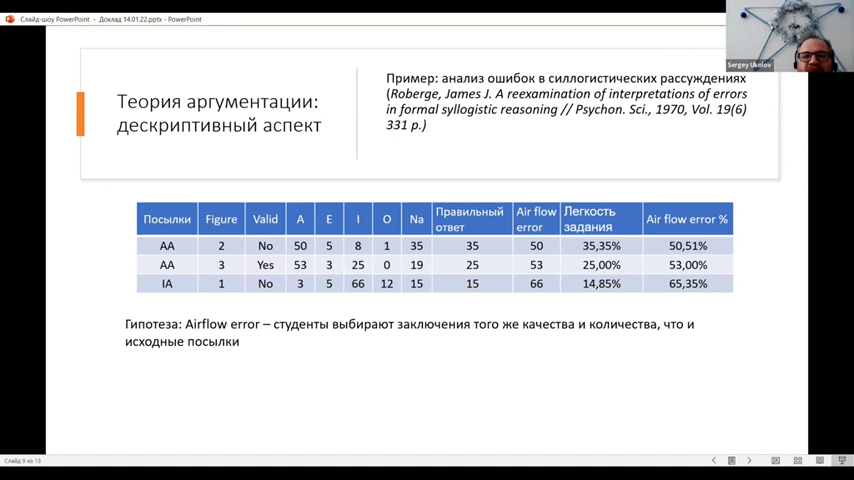 Слайд-шоу PowerPoint - Доклад 14.01.22.pptx - PowerPoint
Sergey Ukolov
Теория аргументации:
дескриптивный аспект
Пример: анализ ошибок в силлогистических рассуждениях
(Roberge, James J. A reexamination of interpretations of errors
in formal syllogistic reasoning // Psychon. Sci., 1970, Vol. 19(6)
331 p.)
Посылки Figure Valid A E I O Na Правильный ответ Air flow error Легкость задания Air flow error %
AA 2 No 50 5 8 1 35 35 50 35,35% 50,51%
AA 3 Yes 53 3 25 0 19 25 53 25,00% 53,00%
IA 1 No 3 5 66 12 15 15 66 14,85% 65,35%
Гипотеза: Airflow error – студенты выбирают заключения того же качества и количества, что и
исходные посылки
Слайд 9 из 13